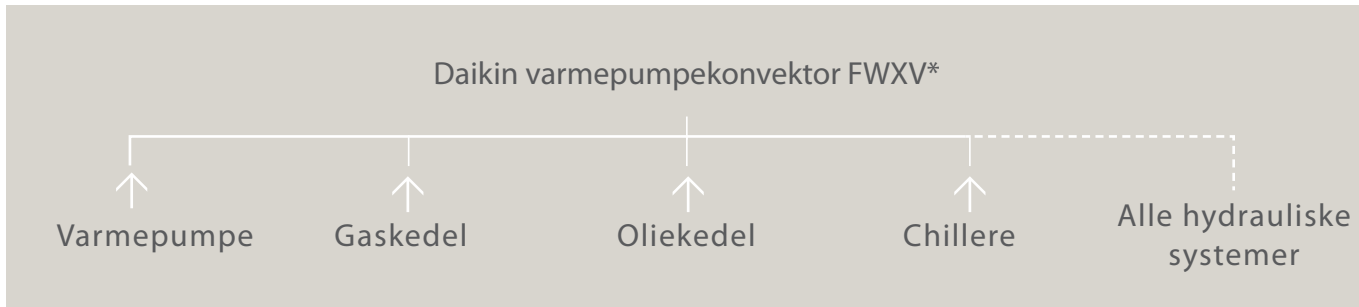 Daikin varmepumpekonvektor FWXV*
Varmepumpe
Gaskedel
Oliekedel
Chillere
Alle hydrauliske
systemer